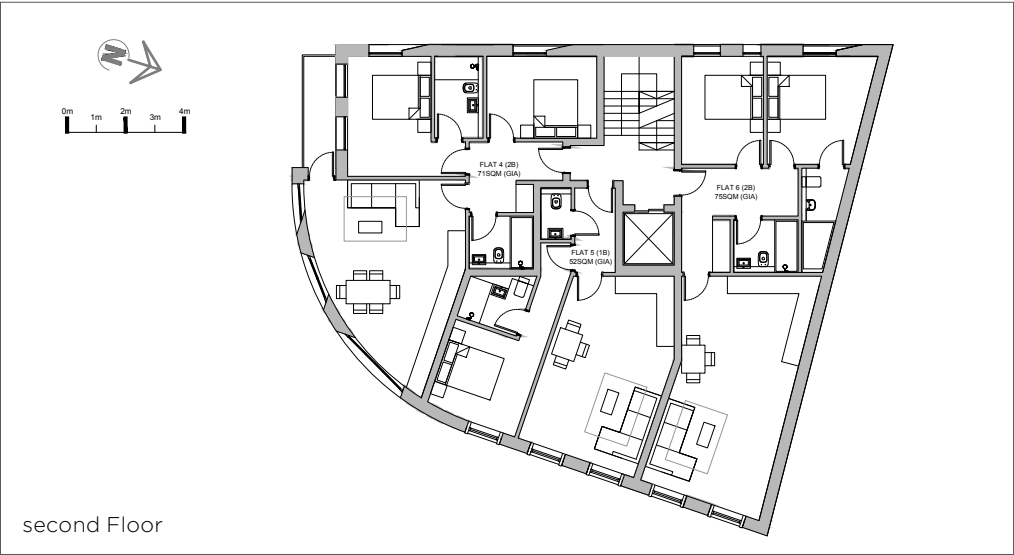 N
0m 1m 2m 3m 4m
FLAT 4 (2B)
71SQM (GIA)
FLAT 6 (2B)
75SQM (GIA)
FLAT 5 (1B)
52SQM (GIA)
second Floor